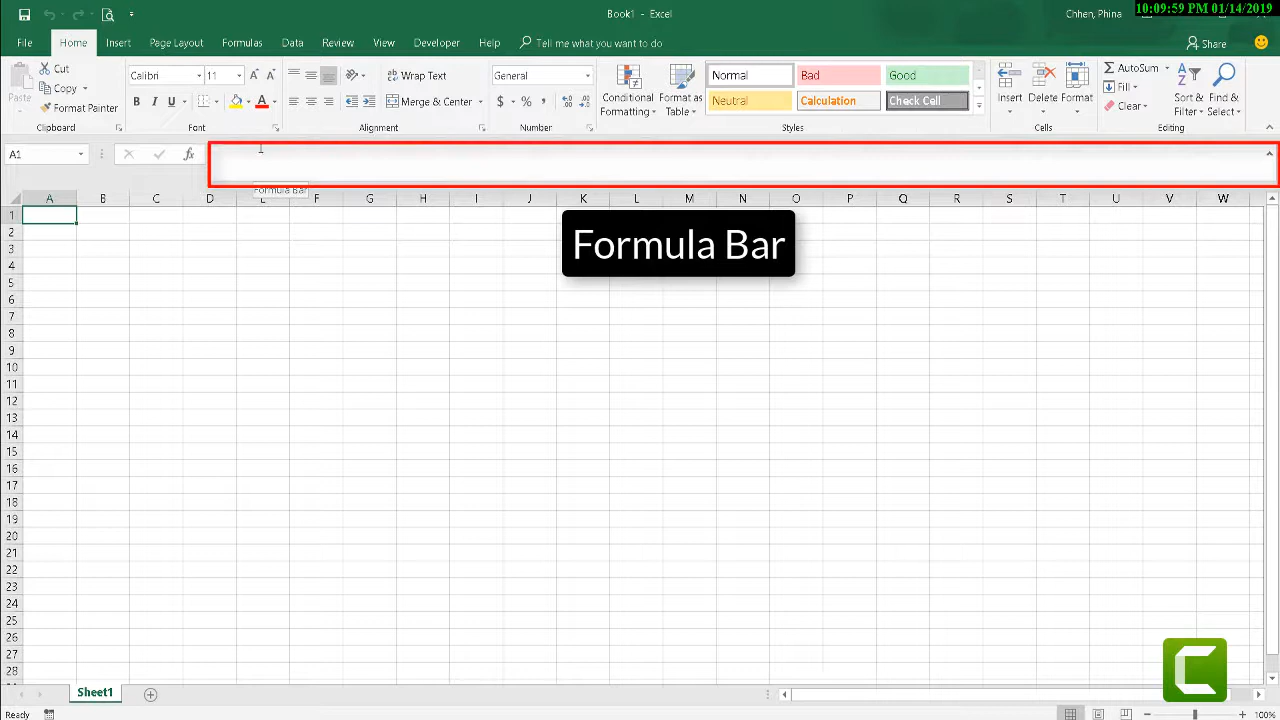 10:09:59 PM 01/14/2019
Book1 - Excel
Chhen, Phina
File Home Insert Page Layout Formulas Data Review View Developer Help Tell me what you want to do Share
Paste
Cut
Copy
Format Painter
Clipboard
Calibri 11
B I U
Font
Wrap Text
Merge & Center
Alignment
General
$ % ,
Number
Conditional Formatting
Format as Table
Normal Bad Good
Neutral Calculation Check Cell
Styles
Insert Delete Format
Cells
AutoSum
Fill
Clear
Sort & Filter
Find & Select
Editing
A1 fx
Formula Bar
A B C D E F G H I J K L M N O P Q R S T U V W
Formula Bar
1
2
3
4
5
6
7
8
9
10
11
12
13
14
15
16
17
18
19
20
21
22
23
24
25
26
27
28
Sheet1
Ready
100%